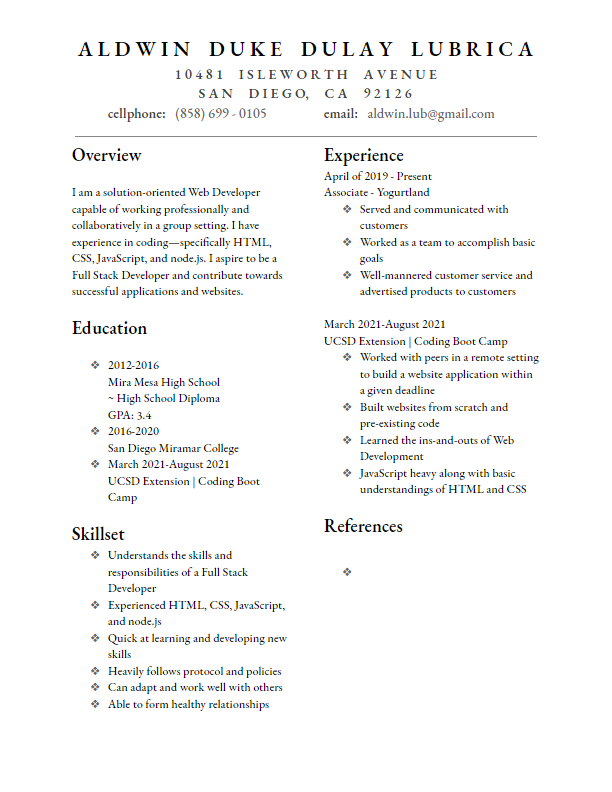 ALDWIN DUKE DULAY LUBRICA
10481 ISLEWORTH AVENUE
SAN DIEGO, CA 92126
cellphone: (858) 699 - 0105 email: aldwin.lub@gmail.com
Overview
I am a solution-oriented Web Developer
capable of working professionally and
collaboratively in a group setting. I have
experience in coding—specifically HTML,
CSS, JavaScript, and node.js. I aspire to be a
Full Stack Developer and contribute towards
successful applications and websites.
Education
❖ 2012-2016
Mira Mesa High School
~ High School Diploma
GPA: 3.4
❖ 2016-2020
San Diego Miramar College
❖ March 2021-August 2021
UCSD Extension | Coding Boot
Camp
Skillset
❖ Understands the skills and
responsibilities of a Full Stack
Developer
❖ Experienced HTML, CSS, JavaScript,
and node.js
❖ Quick at learning and developing new
skills
❖ Heavily follows protocol and policies
❖ Can adapt and work well with others
❖ Able to form healthy relationships
Experience
April of 2019 - Present
Associate - Yogurtland
❖ Served and communicated with
customers
❖ Worked as a team to accomplish basic
goals
❖ Well-mannered customer service and
advertised products to customers
March 2021-August 2021
UCSD Extension | Coding Boot Camp
❖ Worked with peers in a remote setting
to build a website application within
a given deadline
❖ Built websites from scratch and
pre-existing code
❖ Learned the ins-and-outs of Web
Development
❖ JavaScript heavy along with basic
understandings of HTML and CSS
References
❖